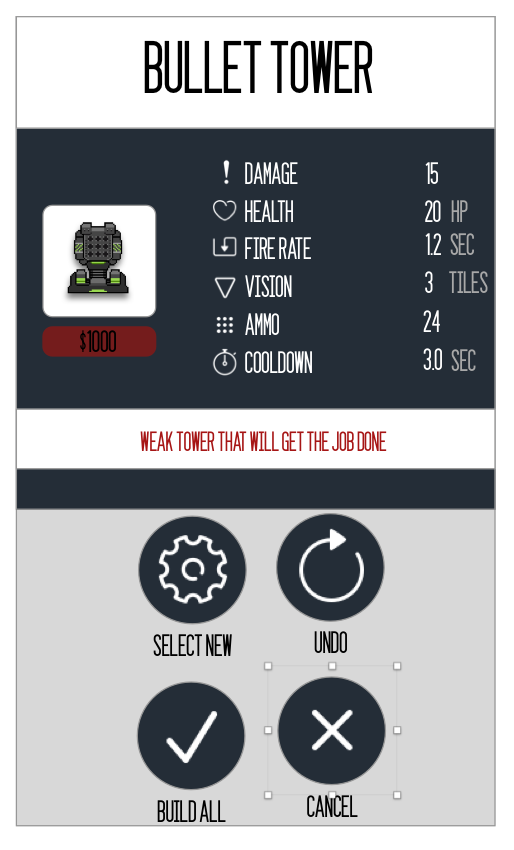 BULLET TOWER
DAMAGE 15
HEALTH 20 HP
FIRE RATE 1.2 SEC
VISION 3 TILES
AMMO 24
COOLDOWN 3.0 SEC
$1000
WEAK TOWER THAT WILL GET THE JOB DONE
SELECT NEW UNDO
BUILD ALL CANCEL